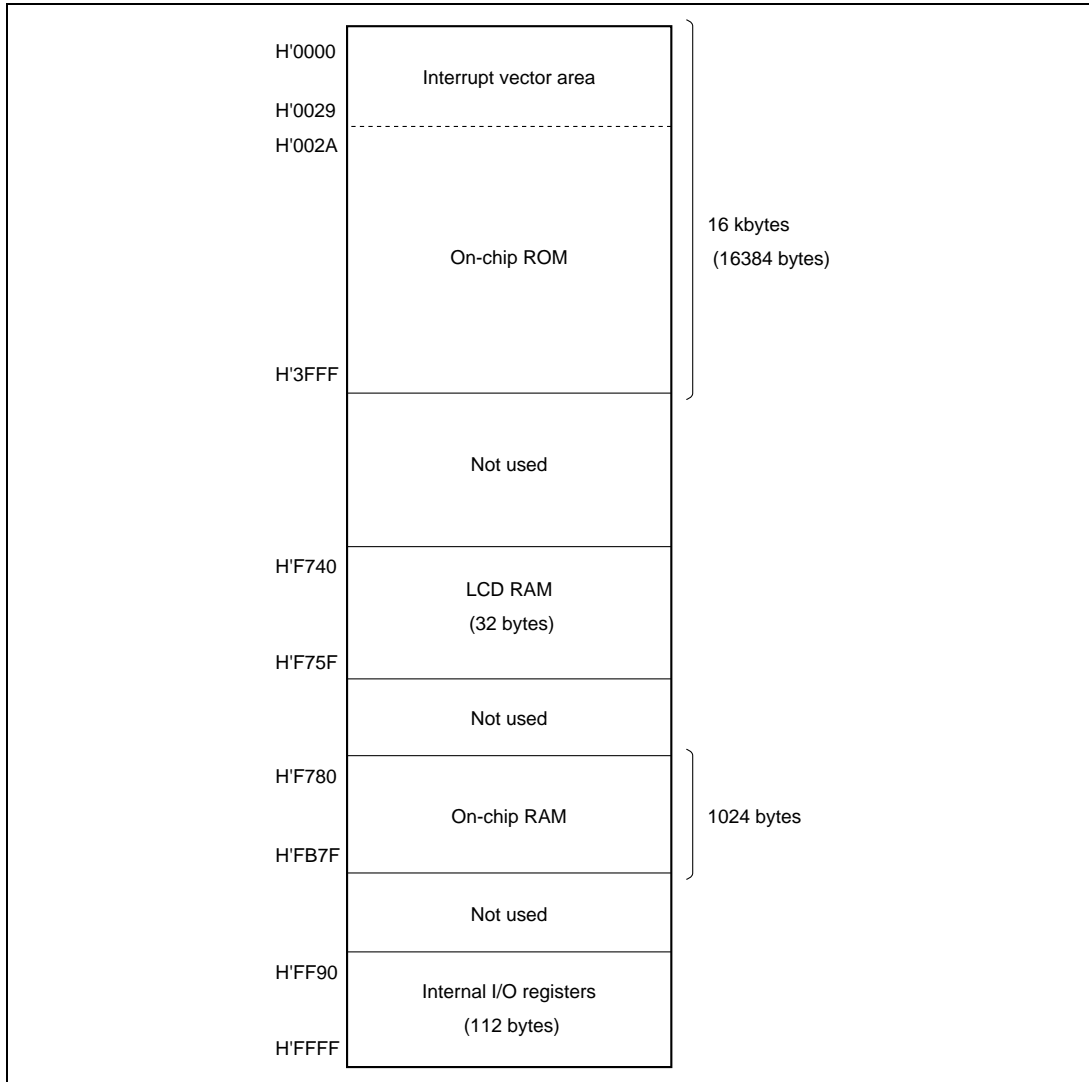 H'0000
Interrupt vector area
H'0029
H'002A
16 kbytes
(16384 bytes)
On-chip ROM
H'3FFF
Not used
H'F740
LCD RAM
(32 bytes)
H'F75F
Not used
H'F780
On-chip RAM
1024 bytes
H'FB7F
Not used
H'FF90
Internal I/O registers
(112 bytes)
H'FFFF